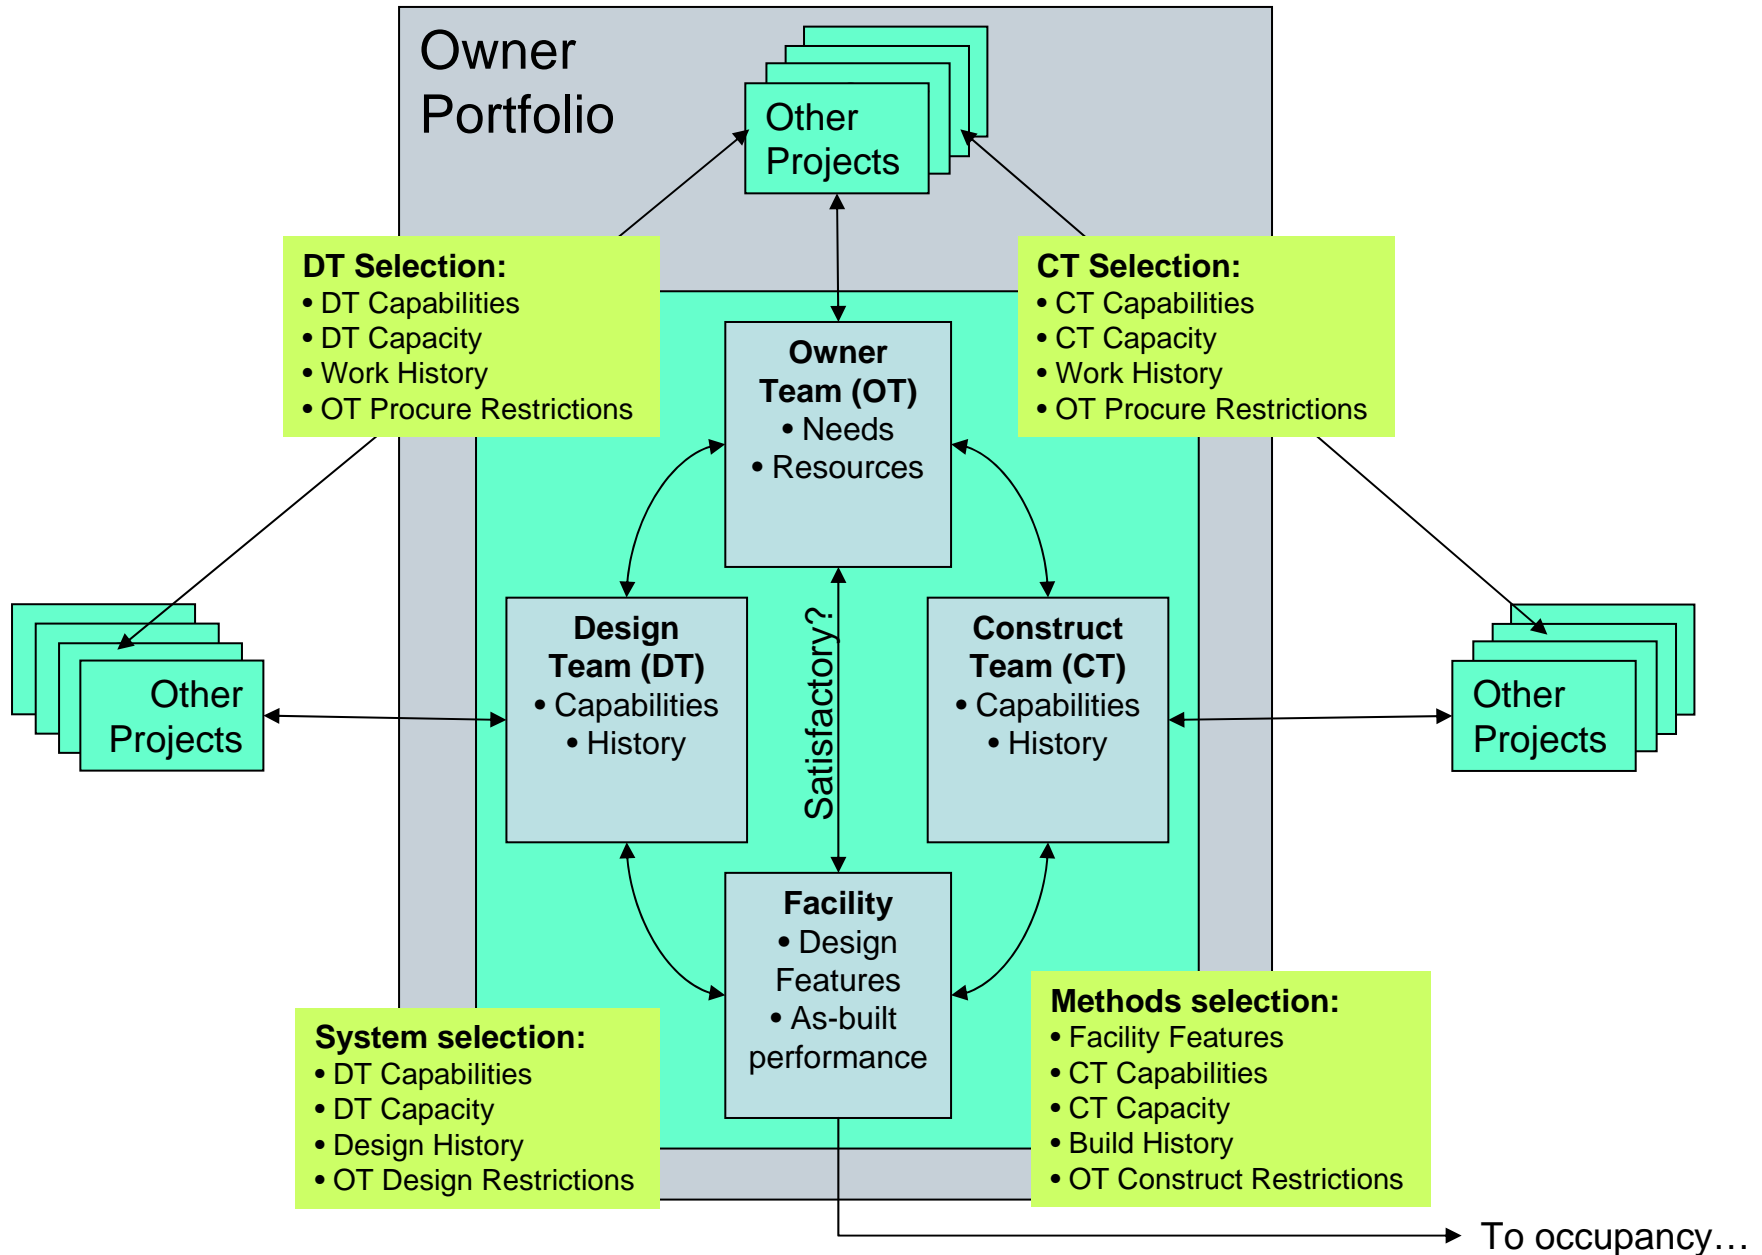 Owner
Portfolio
Other
Projects
DT Selection:
• DT Capabilities
• DT Capacity
• Work History
• OT Procure Restrictions
CT Selection:
• CT Capabilities
• CT Capacity
• Work History
• OT Procure Restrictions
Owner
Team (OT)
• Needs
• Resources
Design
Team (DT)
• Capabilities
• History
Satisfactory?
Construct
Team (CT)
• Capabilities
• History
Other
Projects
Other
Projects
Facility
• Design
Features
• As-built
performance
System selection:
• DT Capabilities
• DT Capacity
• Design History
• OT Design Restrictions
Methods selection:
• Facility Features
• CT Capabilities
• CT Capacity
• Build History
• OT Construct Restrictions
To occupancy…